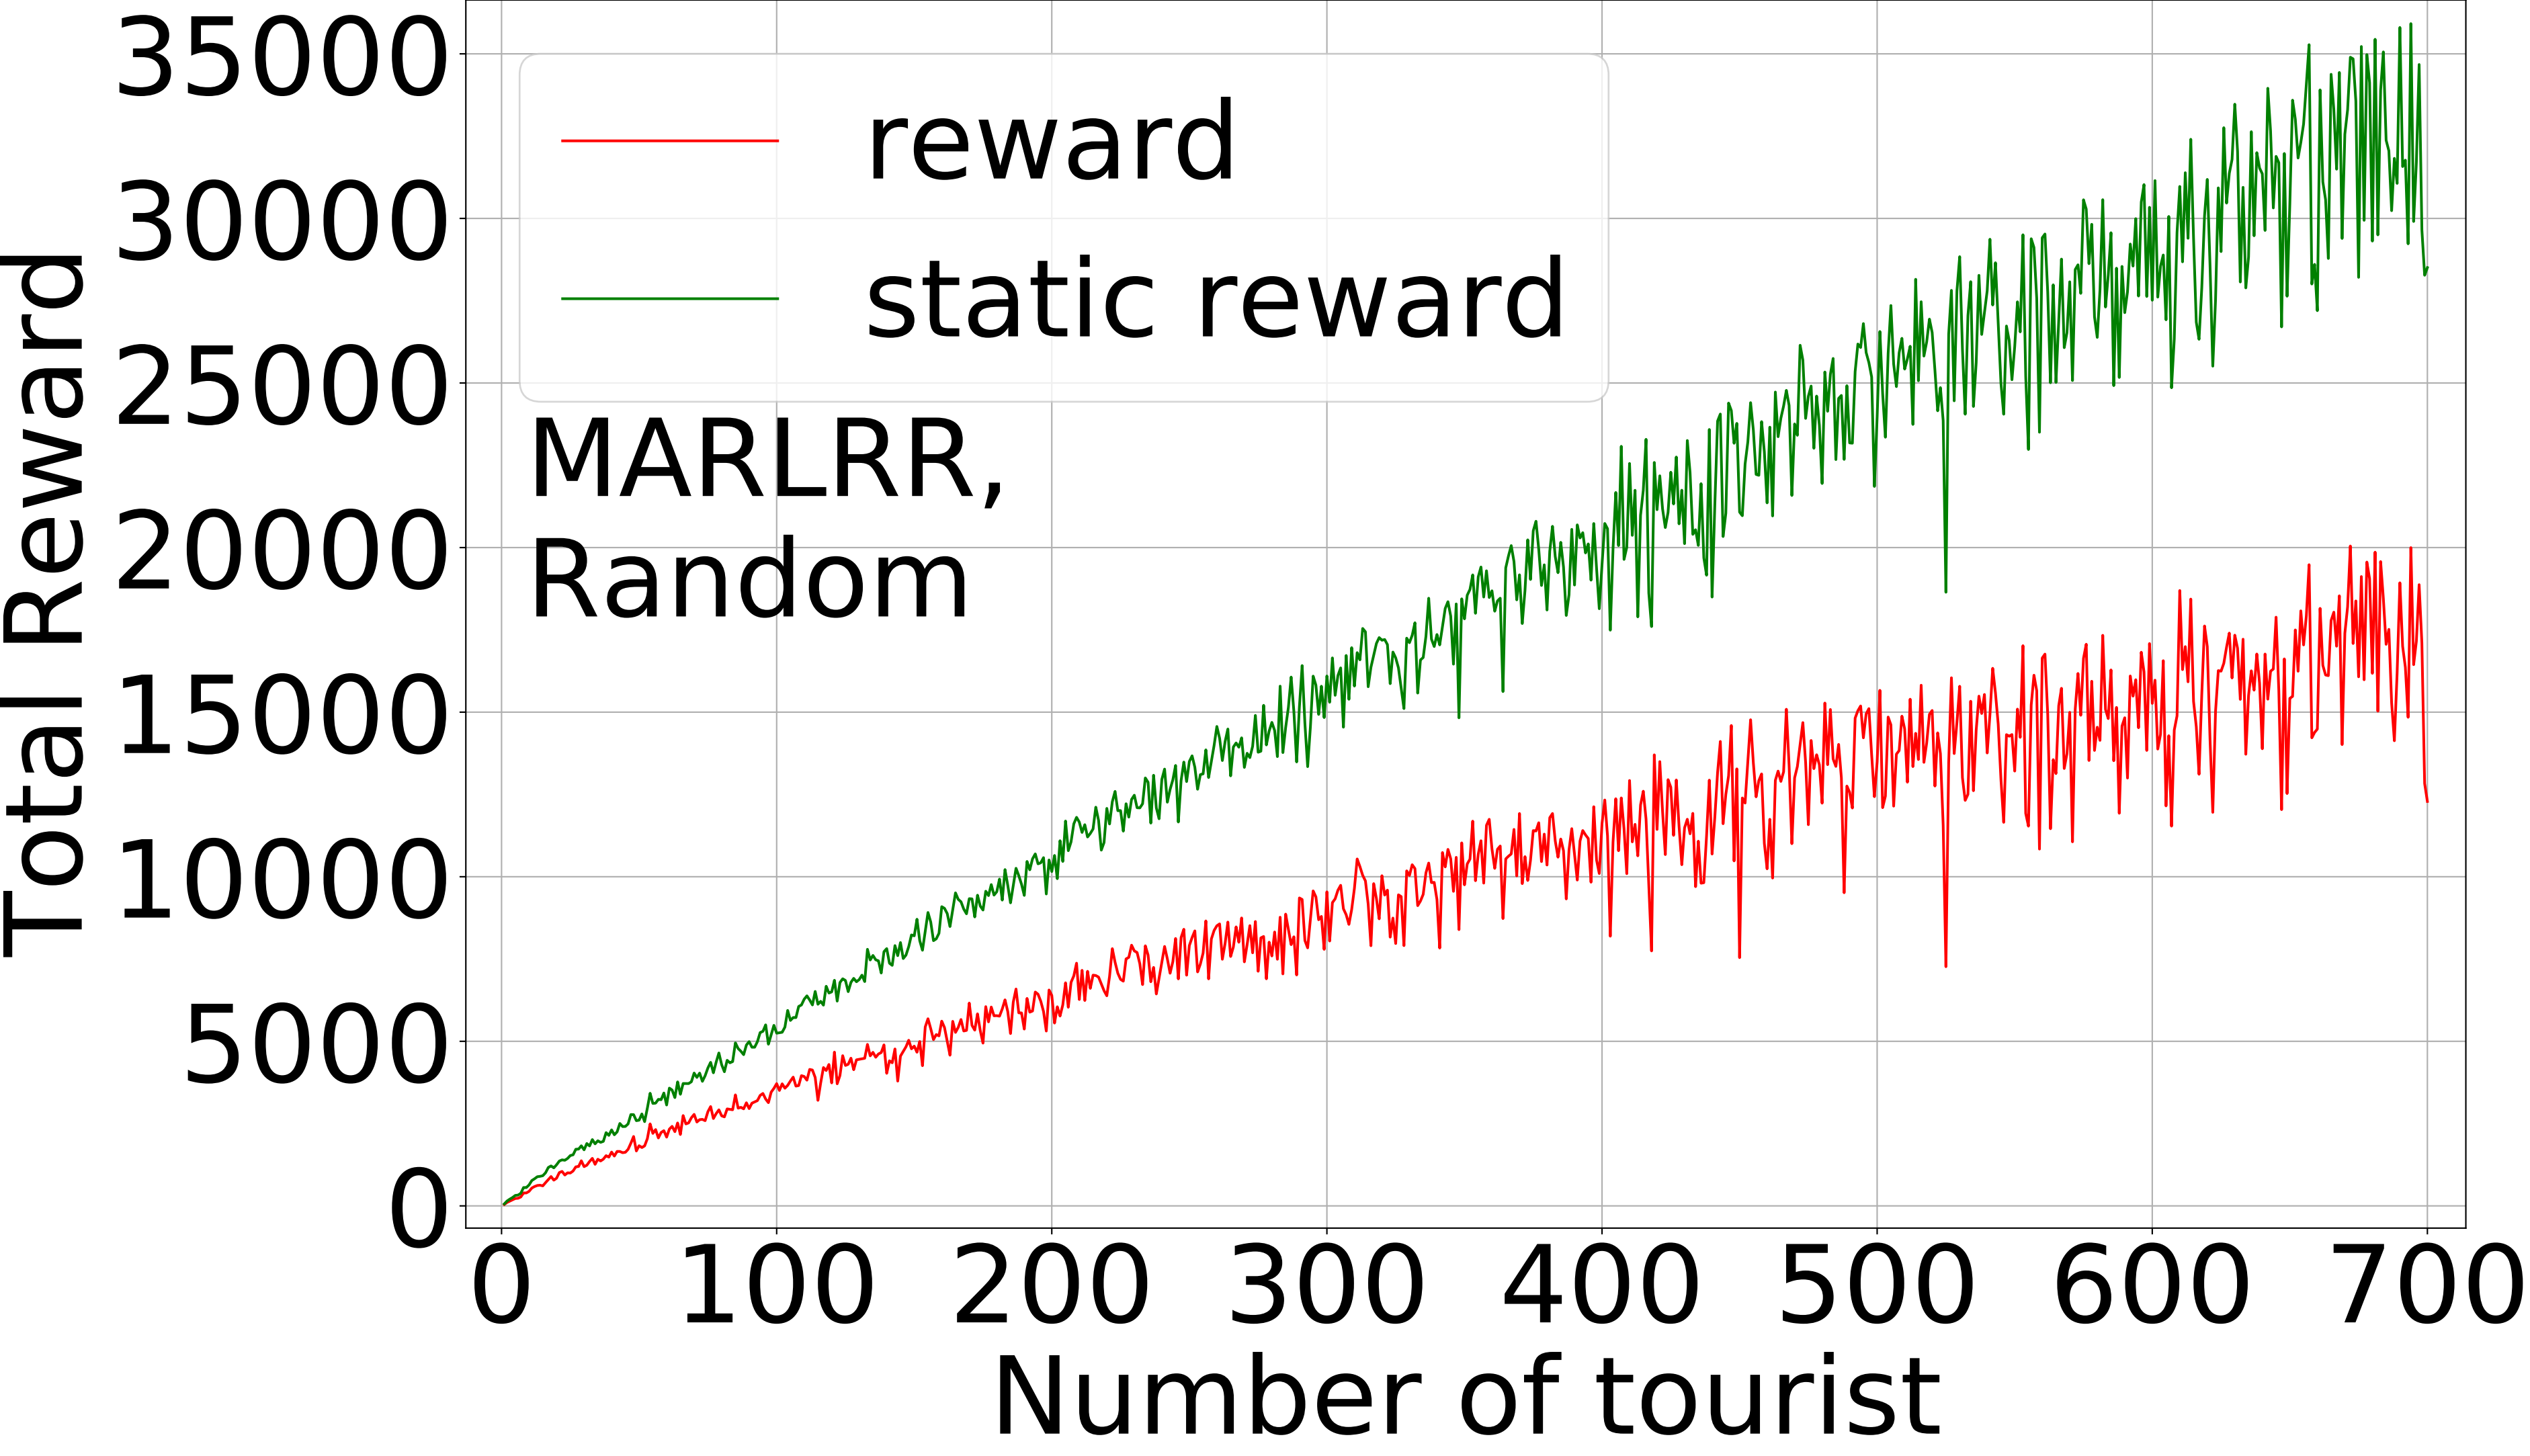 Total Reward
35000
30000
25000
20000
15000
10000
5000
0
reward
static reward
MARLRR,
Random
0 100 200 300 400 500 600 700
Number of tourist